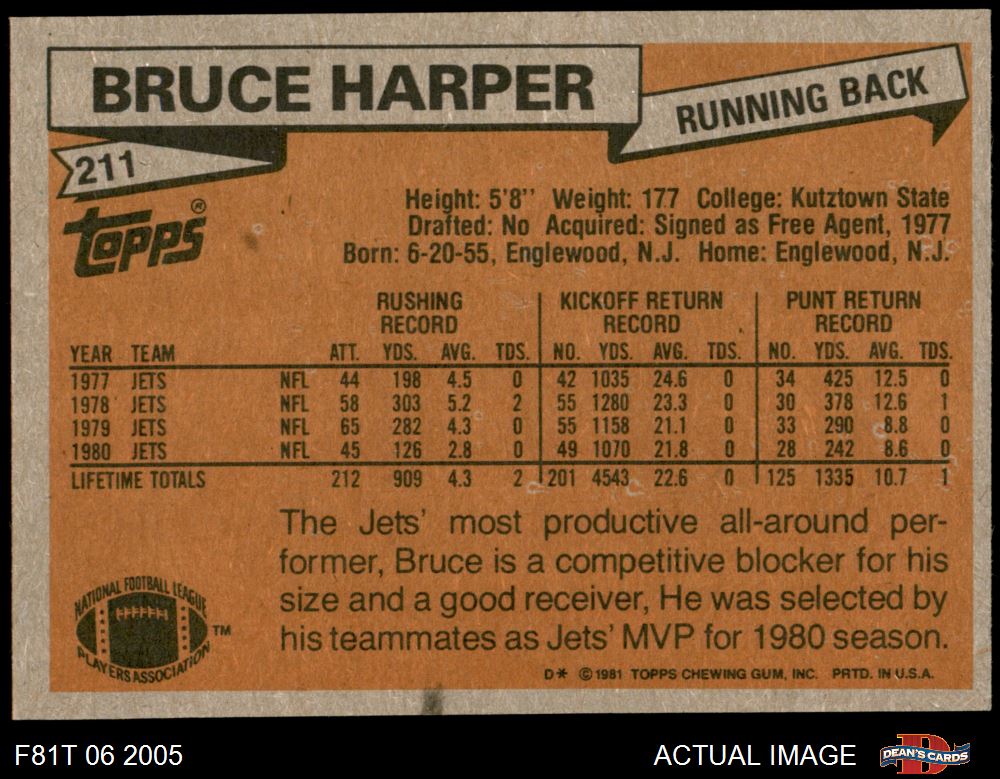 BRUCE HARPER
RUNNING BACK
211
TOPPS®
Height: 5'8'' Weight: 177 College: Kutztown State
Drafted: No Acquired: Signed as Free Agent, 1977
Born: 6-20-55, Englewood, N.J. Home: Englewood, N.J.
RUSHING RECORD KICKOFF RETURN RECORD PUNT RETURN RECORD
YEAR TEAM ATT. YDS. AVG. TDS. NO. YDS. AVG. TDS. NO. YDS. AVG. TDS.
1977 JETS NFL 44 198 4.5 0 42 1035 24.6 0 34 425 12.5 0
1978 JETS NFL 58 303 5.2 2 55 1280 23.3 0 30 378 12.6 1
1979 JETS NFL 65 282 4.3 0 55 1158 21.1 0 33 290 8.8 0
1980 JETS NFL 45 126 2.8 0 49 1070 21.8 0 28 242 8.6 0
LIFETIME TOTALS 212 909 4.3 2 201 4543 22.6 0 125 1335 10.7 1
The Jets' most productive all-around per-
former, Bruce is a competitive blocker for his
size and a good receiver, He was selected by
his teammates as Jets' MVP for 1980 season.
NATIONAL FOOTBALL LEAGUE
PLAYERS ASSOCIATION
TM
D* ©1981 TOPPS CHEWING GUM, INC. PRTD. IN U.S.A.
F81T 06 2005
ACTUAL IMAGE
DEAN'S CARDS